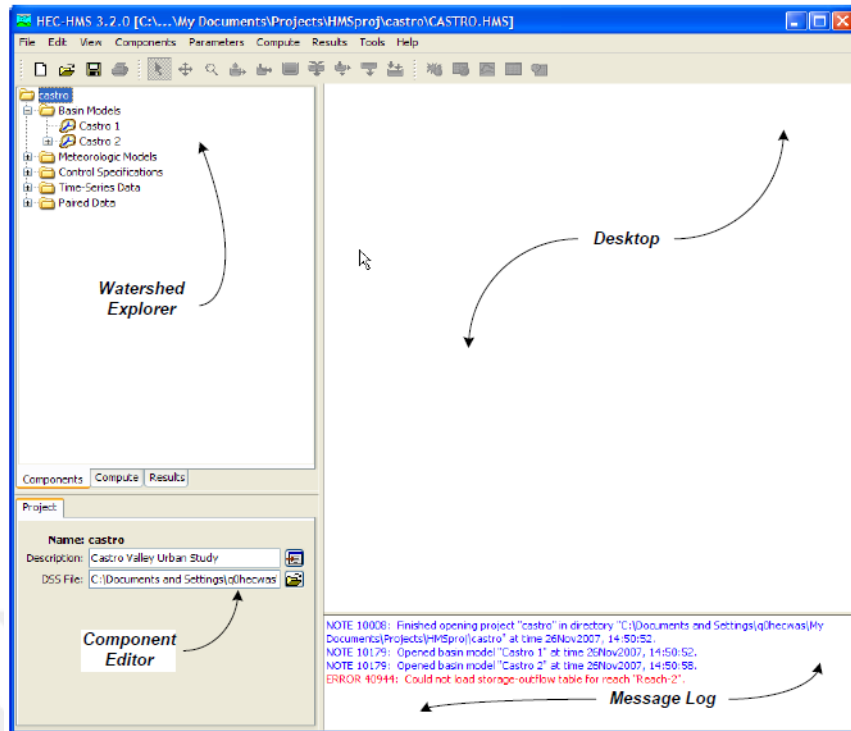 HEC-HMS 3.2.0 [C:\...\My Documents\Projects\HMSproj\castro\CASTRO.HMS]
File Edit View Components Parameters Compute Results Tools Help
castro
Basin Models
Castro 1
Castro 2
Meteorologic Models
Control Specifications
Time-Series Data
Paired Data
Watershed
Explorer
Desktop
Components Compute Results
Project
Name: castro
Description: Castro Valley Urban Study
DSS File: C:\Documents and Settings\q0hecwas\
Component
Editor
NOTE 10008: Finished opening project "castro" in directory "C:\Documents and Settings\q0hecwas\My
Documents\Projects\HMSproj\castro" at time 26Nov2007, 14:50:52.
NOTE 10179: Opened basin model "Castro 1" at time 26Nov2007, 14:50:52.
NOTE 10179: Opened basin model "Castro 2" at time 26Nov2007, 14:50:58.
ERROR 40944: Could not load storage-outflow table for reach "Reach-2".
Message Log